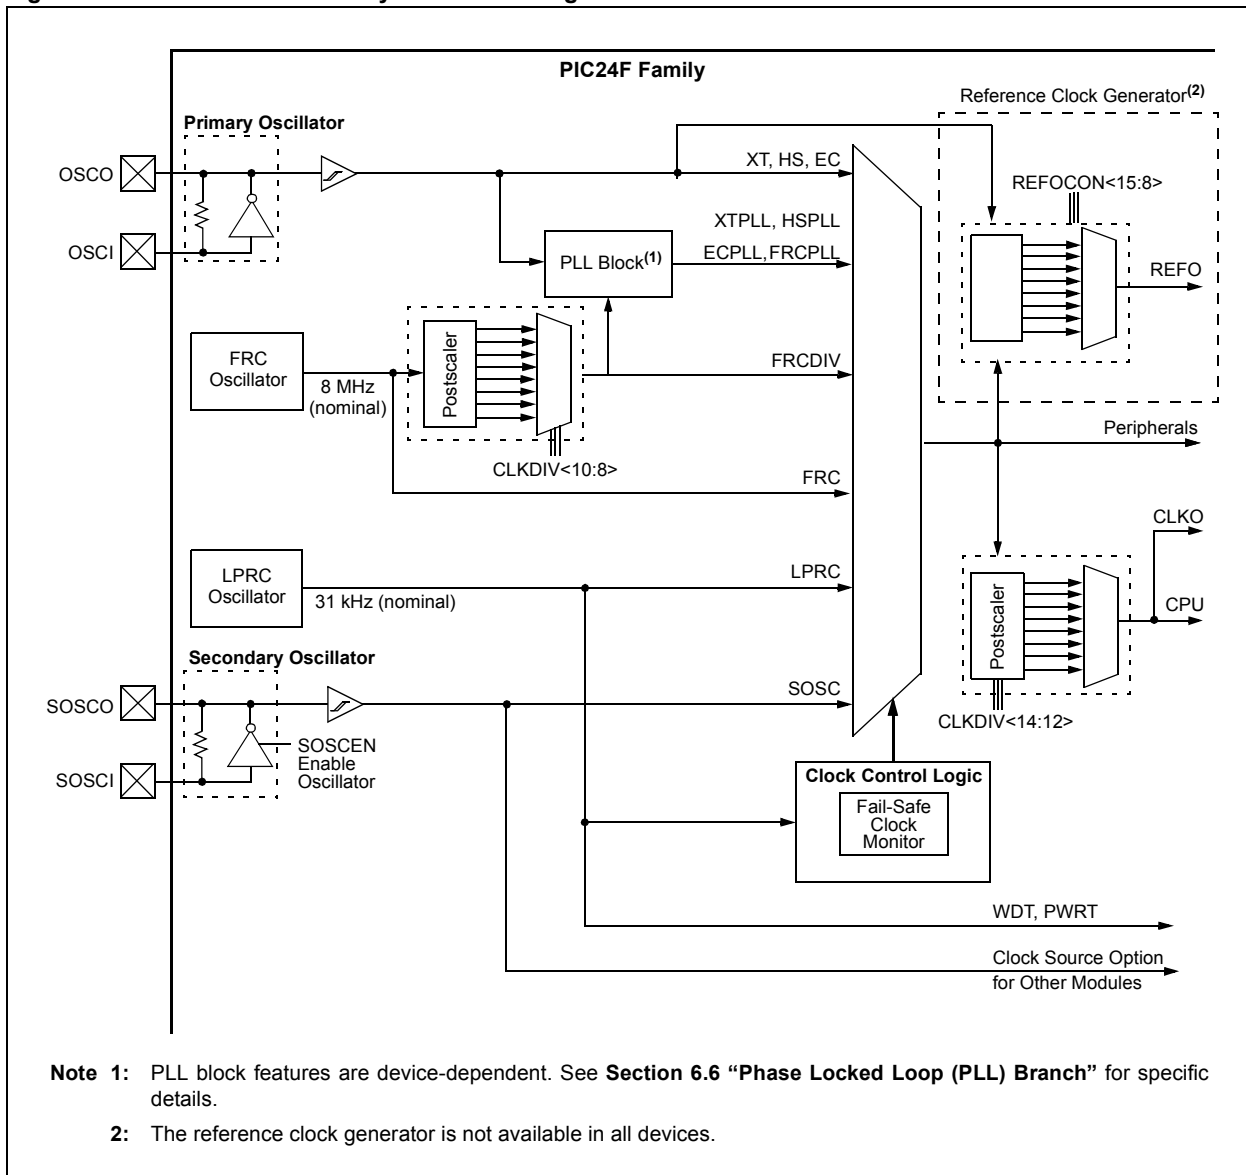 PIC24F Family
Reference Clock Generator(2)
Primary Oscillator
OSCO
XT, HS, EC
REFOCON<15:8>
XTPLL, HSPLL
OSCI
PLL Block(1)
ECPLL, FRCPLL
REFO
FRC
Oscillator
8 MHz
(nominal)
Postscaler
FRCDIV
CLKDIV<10:8>
Peripherals
FRC
CLKO
LPRC
Oscillator
31 kHz (nominal)
LPRC
Postscaler
CPU
Secondary Oscillator
SOSCO
SOSC
CLKDIV<14:12>
SOSCEN
Enable
Oscillator
SOSCI
Clock Control Logic
Fail-Safe
Clock
Monitor
WDT, PWRT
Clock Source Option
for Other Modules
Note 1: PLL block features are device-dependent. See Section 6.6 “Phase Locked Loop (PLL) Branch” for specific
details.
2: The reference clock generator is not available in all devices.